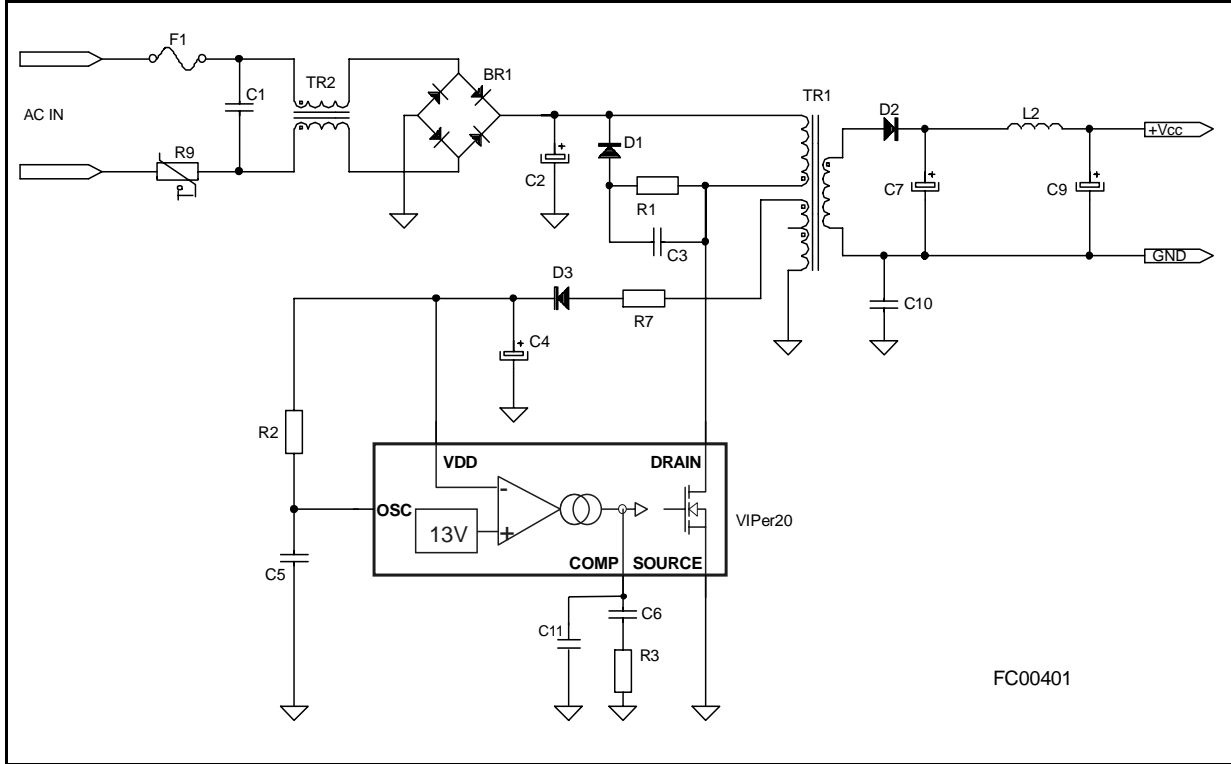 F1
TR2
BR1
C1
AC IN
TR1
D2
L2
+Vcc
R9
T°
D1
C2
+
R1
C3
C7
+
C9
+
GND
D3
R7
C10
C4
+
R2
VDD
DRAIN
OSC
-
13V
+
VIPer20
COMP
SOURCE
C5
C6
C11
R3
FC00401